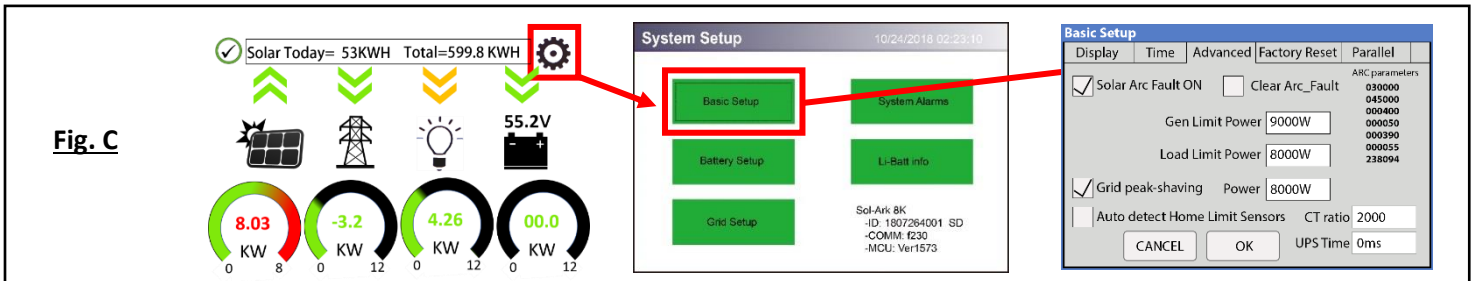 Fig. C
Solar Today= 53KWH Total=599.8 KWH
55.2V
- +
8.03
KW
0 8
-3.2
KW
0 12
4.26
KW
0 12
00.0
KW
0 12
System Setup 10/24/2018 02:23:10
Basic Setup System Alarms
Battery Setup Li-Batt info
Grid Setup
Sol-Ark 8K
-ID: 1807264001 SD
-COMM: f230
-MCU: Ver1573
Basic Setup
Display Time Advanced Factory Reset Parallel
Solar Arc Fault ON Clear Arc_Fault
ARC parameters
030000
045000
000400
000050
000390
000055
238094
Gen Limit Power 9000W
Load Limit Power 8000W
Grid peak-shaving Power 8000W
Auto detect Home Limit Sensors CT ratio 2000
CANCEL OK UPS Time 0ms